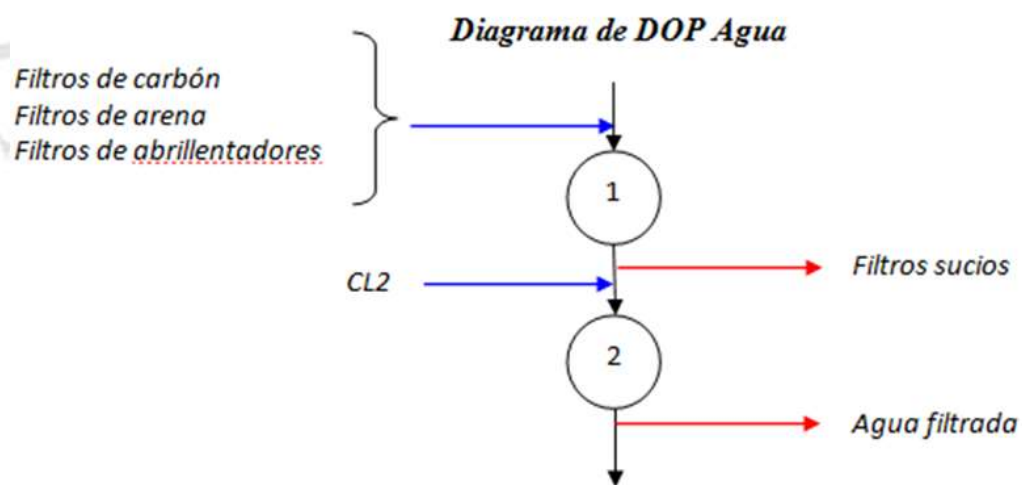 Diagrama de DOP Agua
Filtros de carbón
Filtros de arena
Filtros de abrillentadores
1
Filtros sucios
CL2
2
Agua filtrada